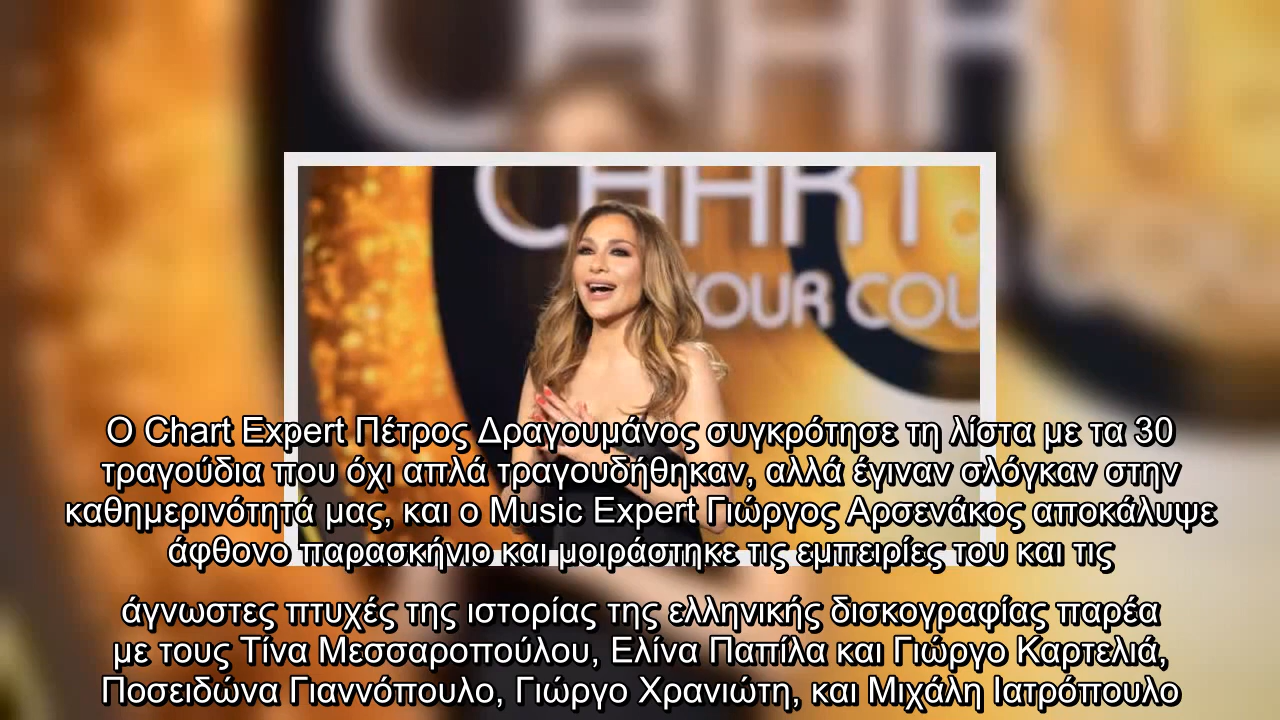 CHART
YOUR COU
Ο Chart Expert Πέτρος Δραγουμάνος συγκρότησε τη λίστα με τα 30
τραγούδια που όχι απλά τραγουδήθηκαν, αλλά έγιναν σλόγκαν στην
καθημερινότητά μας, και ο Music Expert Γιώργος Αρσενάκος αποκάλυψε
άφθονο παρασκήνιο και μοιράστηκε τις εμπειρίες του και τις
άγνωστες πτυχές της ιστορίας της ελληνικής δισκογραφίας παρέα
με τους Τίνα Μεσσαροπούλου, Ελίνα Παπίλα και Γιώργο Καρτελιά,
Ποσειδώνα Γιαννόπουλο, Γιώργο Χρανιώτη, και Μιχάλη Ιατρόπουλο